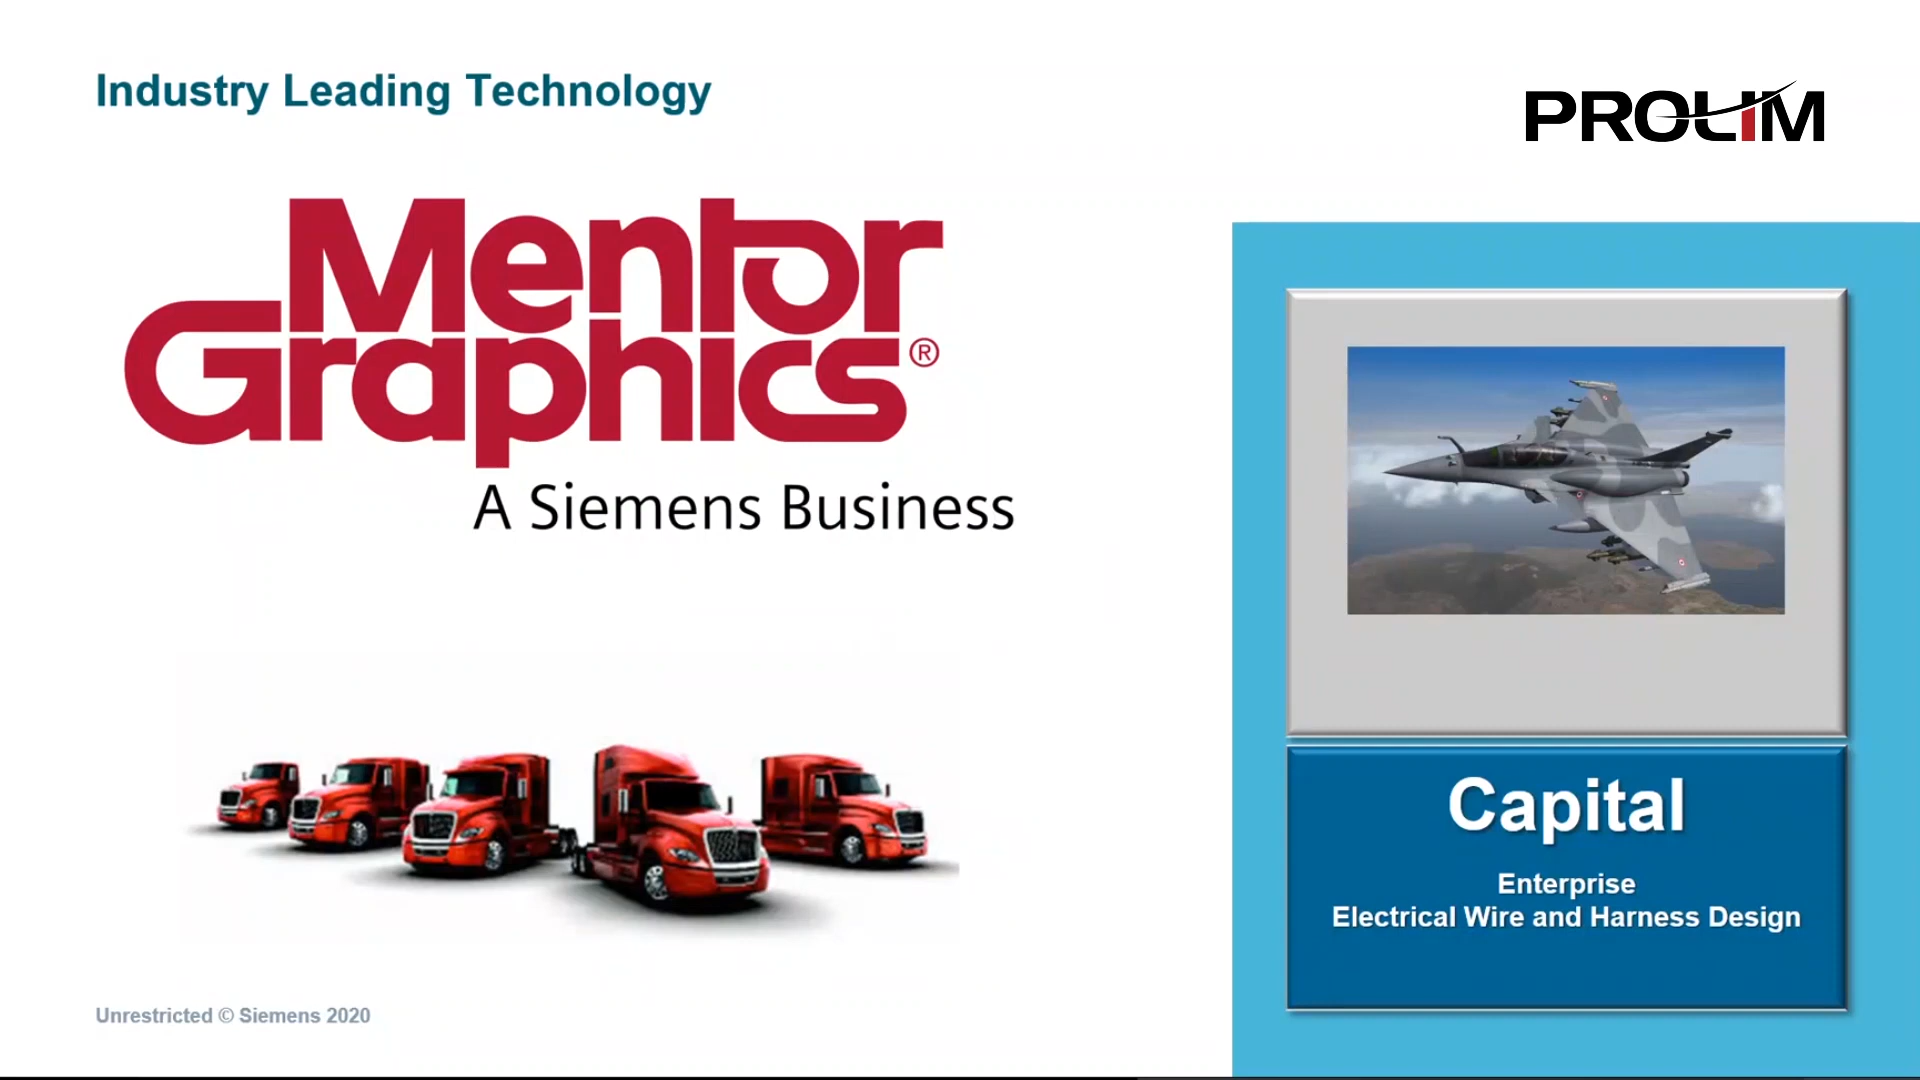 Industry Leading Technology
PROLIM
Mentor
Graphics®
A Siemens Business
Capital
Enterprise
Electrical Wire and Harness Design
Unrestricted © Siemens 2020